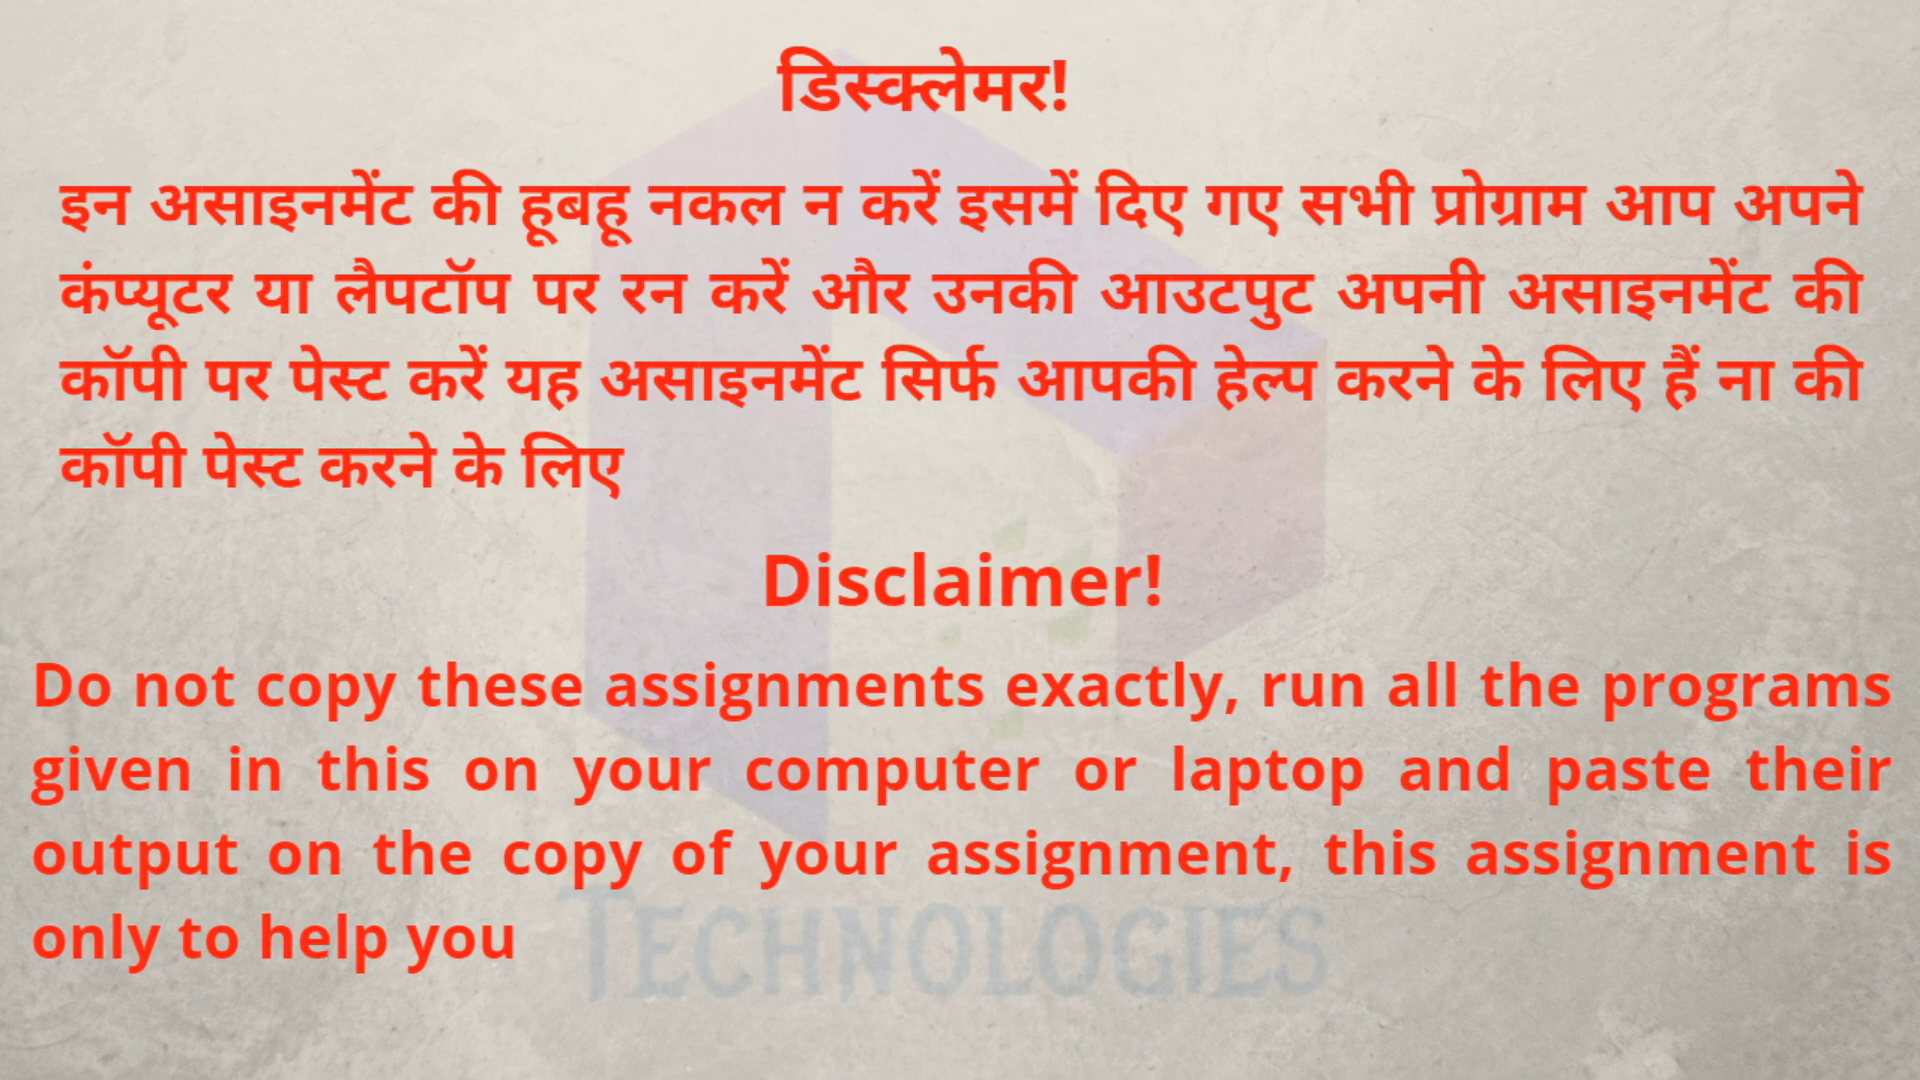 डिस्क्लेमर!
इन असाइनमेंट की हूबहू नकल न करें इसमें दिए गए सभी प्रोग्राम आप अपने
कंप्यूटर या लैपटॉप पर रन करें और उनकी आउटपुट अपनी असाइनमेंट की
कॉपी पर पेस्ट करें यह असाइनमेंट सिर्फ आपकी हेल्प करने के लिए हैं ना की
कॉपी पेस्ट करने के लिए
Disclaimer!
Do not copy these assignments exactly, run all the programs
given in this on your computer or laptop and paste their
output on the copy of your assignment, this assignment is
only to help you
TECHNOLOGIES